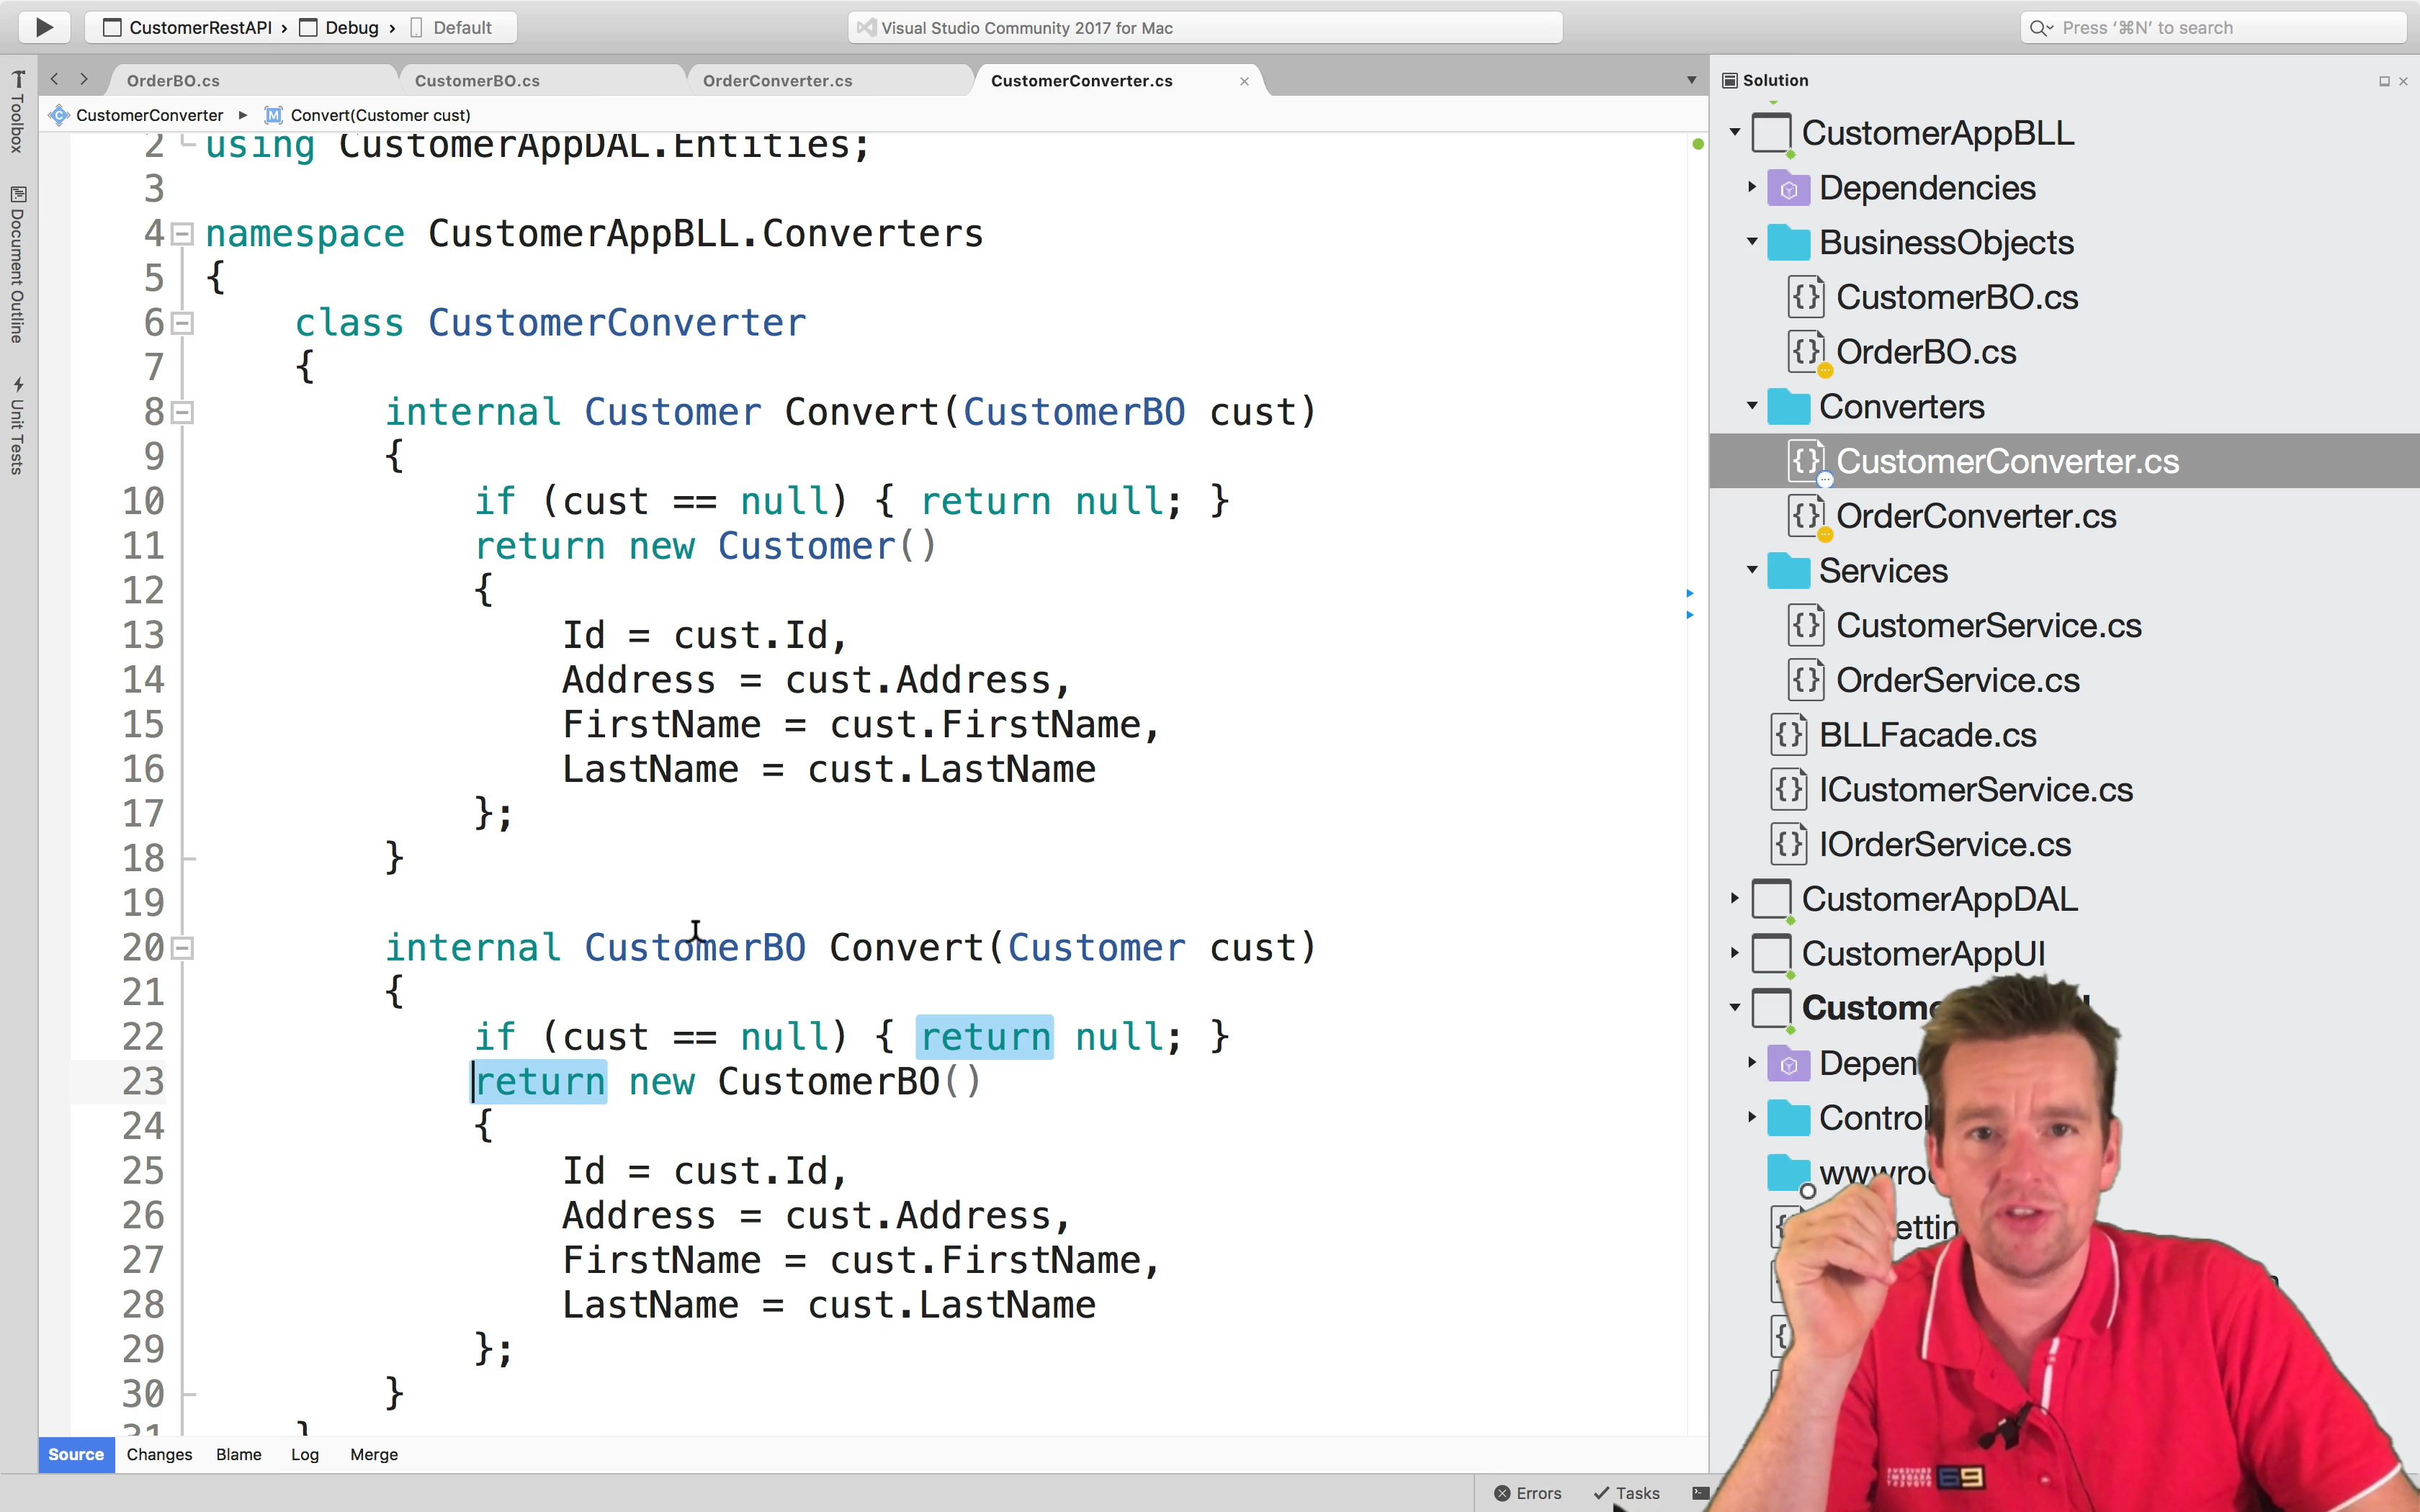 CustomerRestAPI › Debug › Default
Visual Studio Community 2017 for Mac
Press '⌘N' to search
Toolbox
Document Outline
Unit Tests
OrderBO.cs
CustomerBO.cs
OrderConverter.cs
CustomerConverter.cs
CustomerConverter ▸ M Convert(Customer cust)
2 using CustomerAppDAL.Entities;
3
4 namespace CustomerAppBLL.Converters
5 {
6 class CustomerConverter
7 {
8 internal Customer Convert(CustomerBO cust)
9 {
10 if (cust == null) { return null; }
11 return new Customer()
12 {
13 Id = cust.Id,
14 Address = cust.Address,
15 FirstName = cust.FirstName,
16 LastName = cust.LastName
17 };
18 }
19
20 internal CustomerBO Convert(Customer cust)
21 {
22 if (cust == null) { return null; }
23 return new CustomerBO()
24 {
25 Id = cust.Id,
26 Address = cust.Address,
27 FirstName = cust.FirstName,
28 LastName = cust.LastName
29 };
30 }
31 }
Source Changes Blame Log Merge
Solution
CustomerAppBLL
Dependencies
BusinessObjects
CustomerBO.cs
OrderBO.cs
Converters
CustomerConverter.cs
OrderConverter.cs
Services
CustomerService.cs
OrderService.cs
BLLFacade.cs
ICustomerService.cs
IOrderService.cs
CustomerAppDAL
CustomerAppUI
Custome
Depen
Control
wwwro
ettin
69
Errors Tasks